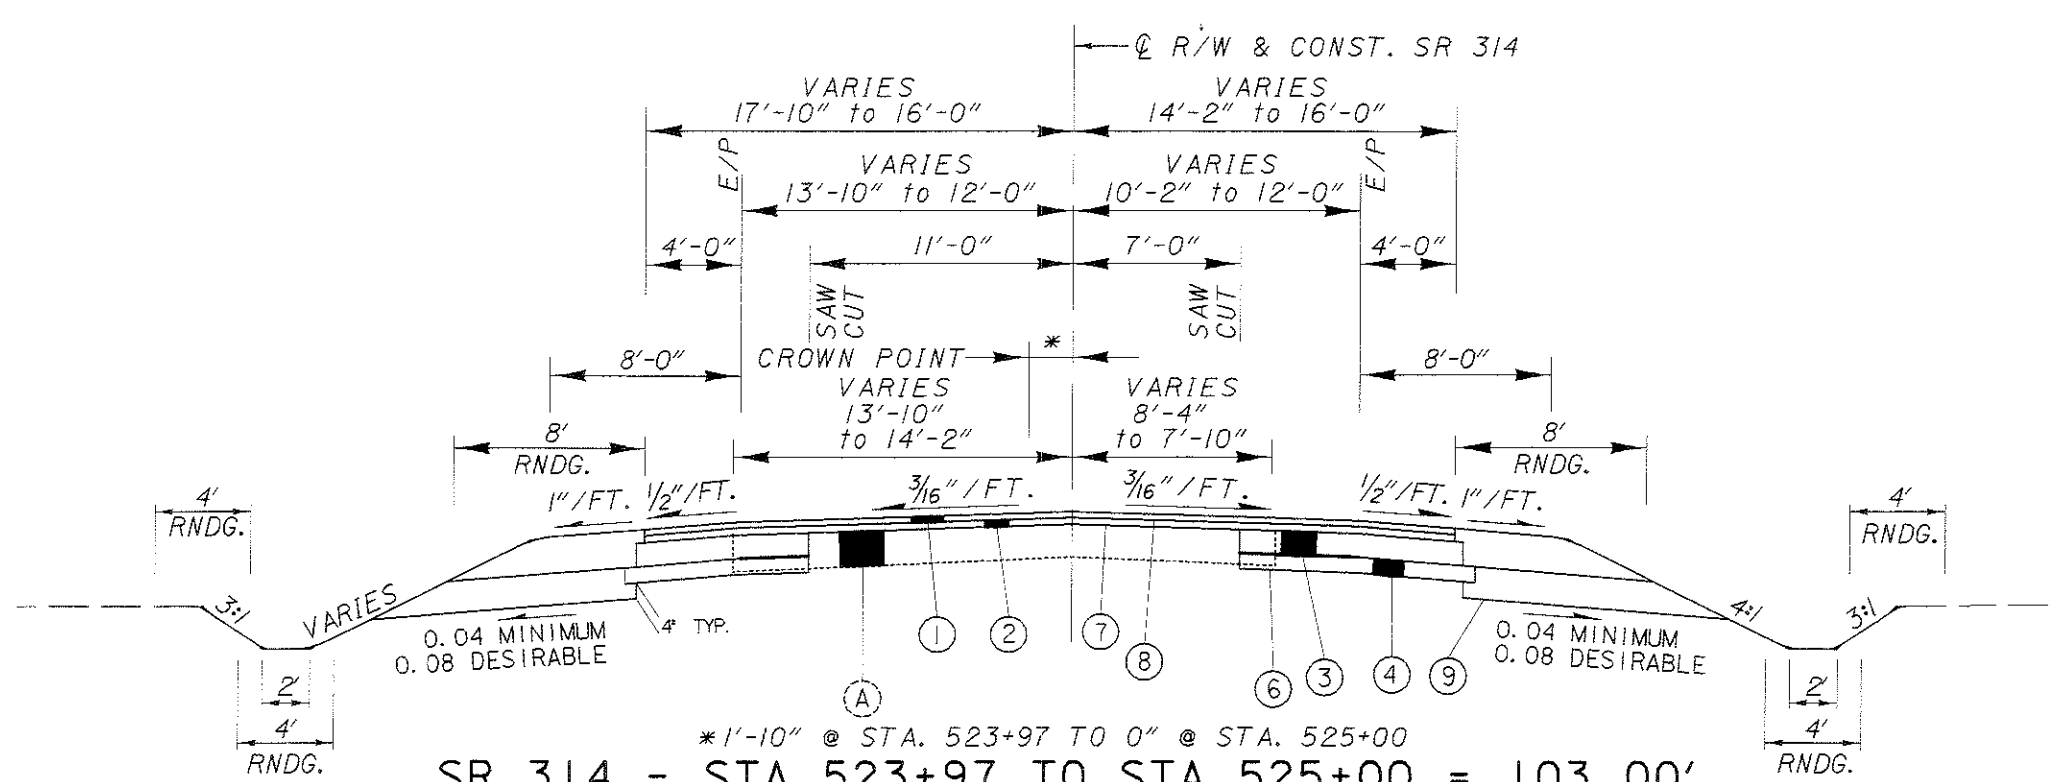 ℄ R/W & CONST. SR 314
VARIES
17'-10" to 16'-0"
VARIES
14'-2" to 16'-0"
E/P
VARIES
13'-10" to 12'-0"
VARIES
10'-2" to 12'-0"
E/P
4'-0"
11'-0"
7'-0"
4'-0"
SAW
CUT
SAW
CUT
*
8'-0"
CROWN POINT
8'-0"
VARIES
13'-10"
to 14'-2"
VARIES
8'-4"
to 7'-10"
8'
RNDG.
8'
RNDG.
4'
RNDG.
1"/FT.
1/2"/FT.
3/16"/FT.
3/16"/FT.
1/2"/FT.
1"/FT.
4'
RNDG.
3:1
VARIES
4:1
3:1
0.04 MINIMUM
0.08 DESIRABLE
4" TYP.
1
2
7
8
0.04 MINIMUM
0.08 DESIRABLE
A
6
3
4
9
2'
4'
RNDG.
2'
4'
RNDG.
*1'-10" @ STA. 523+97 TO 0" @ STA. 525+00
SR 314 - STA 523+97 TO STA 525+00 = 103.00'